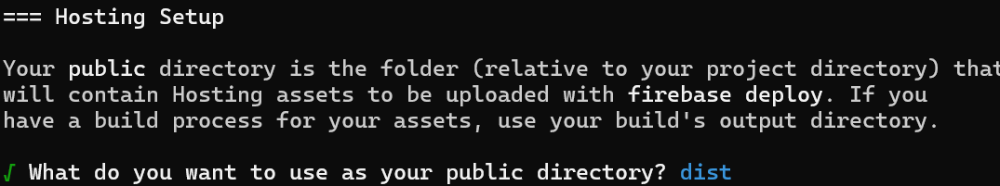 === Hosting Setup
Your public directory is the folder (relative to your project directory) that
will contain Hosting assets to be uploaded with firebase deploy. If you
have a build process for your assets, use your build's output directory.
√ What do you want to use as your public directory? dist